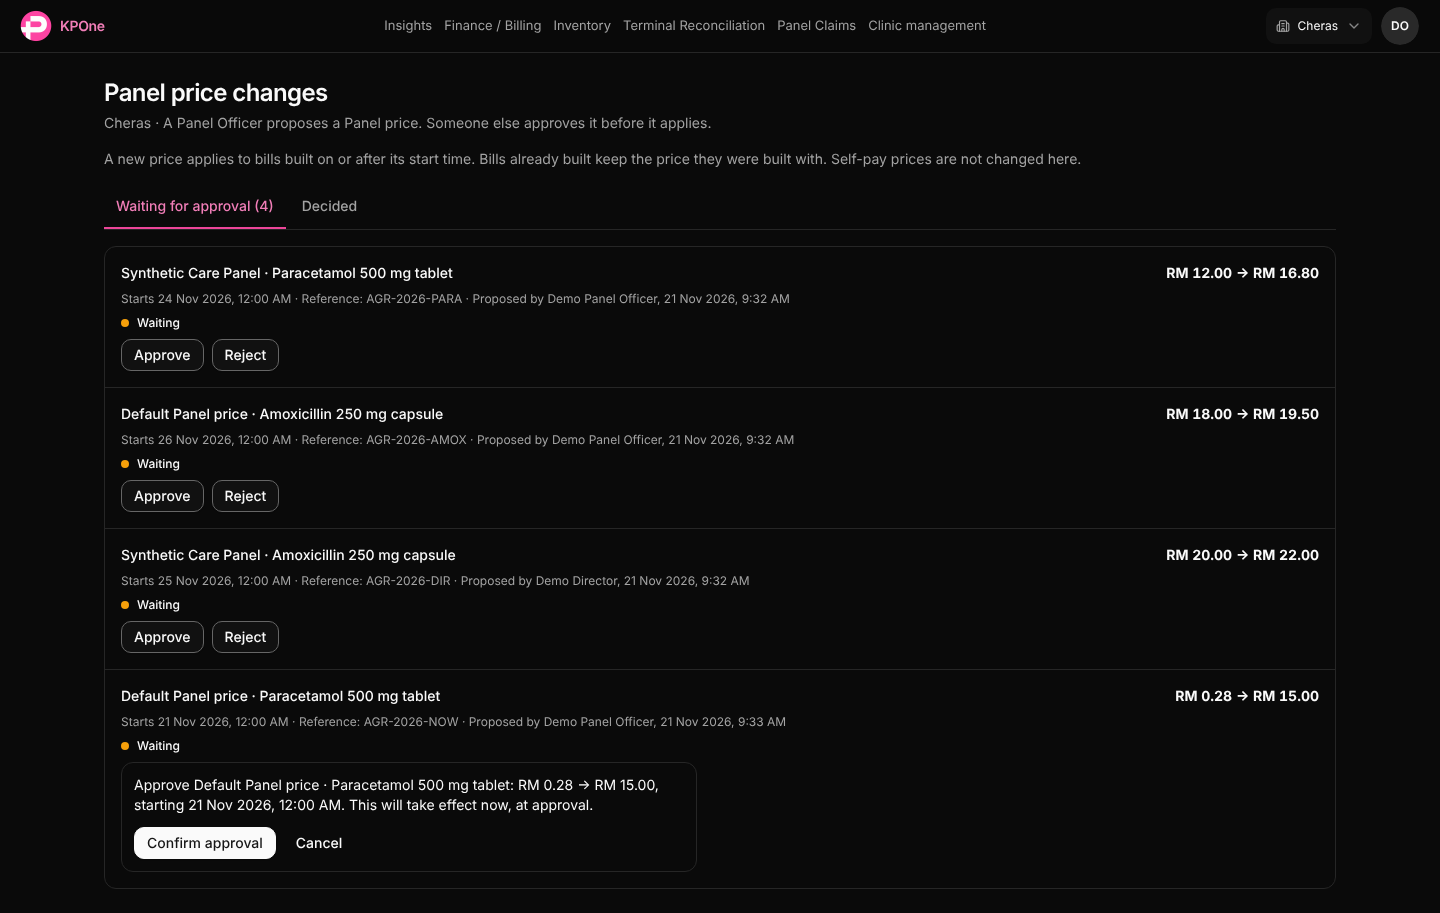 KPOne
Insights
Finance / Billing
Inventory
Terminal Reconciliation
Panel Claims
Clinic management
Cheras
DO
Panel price changes
Cheras · A Panel Officer proposes a Panel price. Someone else approves it before it applies.
A new price applies to bills built on or after its start time. Bills already built keep the price they were built with. Self-pay prices are not changed here.
Waiting for approval (4)
Decided
Synthetic Care Panel · Paracetamol 500 mg tablet
RM 12.00 → RM 16.80
Starts 24 Nov 2026, 12:00 AM · Reference: AGR-2026-PARA · Proposed by Demo Panel Officer, 21 Nov 2026, 9:32 AM
Waiting
Approve
Reject
Default Panel price · Amoxicillin 250 mg capsule
RM 18.00 → RM 19.50
Starts 26 Nov 2026, 12:00 AM · Reference: AGR-2026-AMOX · Proposed by Demo Panel Officer, 21 Nov 2026, 9:32 AM
Waiting
Approve
Reject
Synthetic Care Panel · Amoxicillin 250 mg capsule
RM 20.00 → RM 22.00
Starts 25 Nov 2026, 12:00 AM · Reference: AGR-2026-DIR · Proposed by Demo Director, 21 Nov 2026, 9:32 AM
Waiting
Approve
Reject
Default Panel price · Paracetamol 500 mg tablet
RM 0.28 → RM 15.00
Starts 21 Nov 2026, 12:00 AM · Reference: AGR-2026-NOW · Proposed by Demo Panel Officer, 21 Nov 2026, 9:33 AM
Waiting
Approve Default Panel price · Paracetamol 500 mg tablet: RM 0.28 → RM 15.00,
starting 21 Nov 2026, 12:00 AM. This will take effect now, at approval.
Confirm approval
Cancel